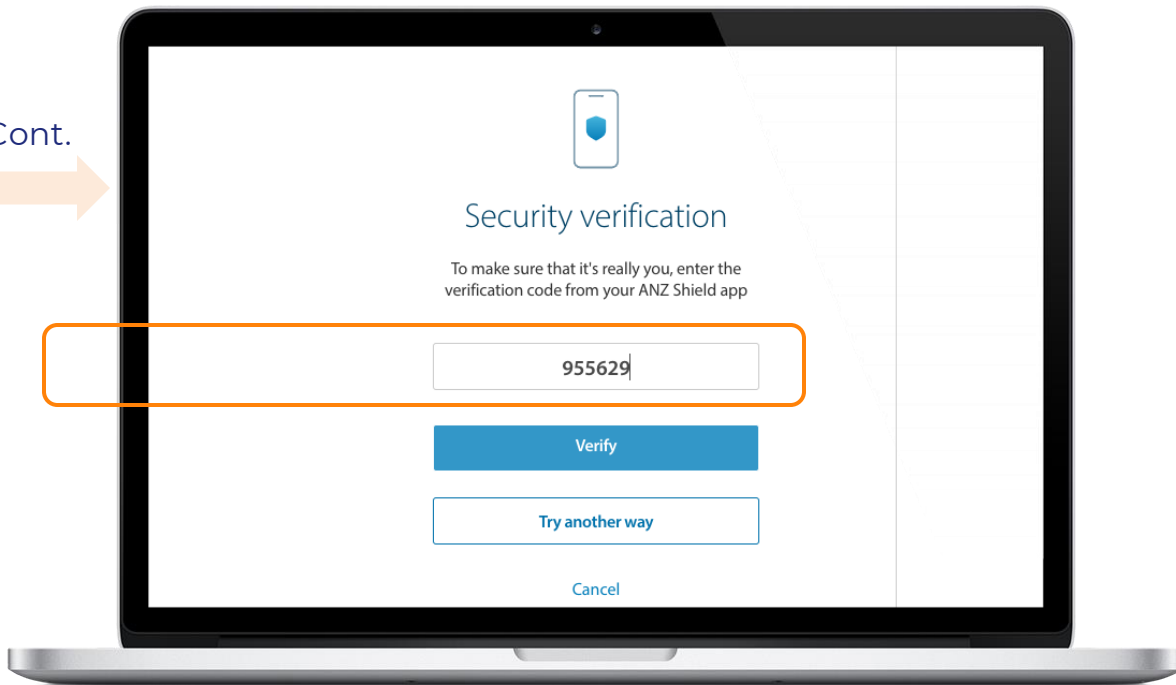 Cont.
Security verification
To make sure that it's really you, enter the
verification code from your ANZ Shield app
955629
Verify
Try another way
Cancel